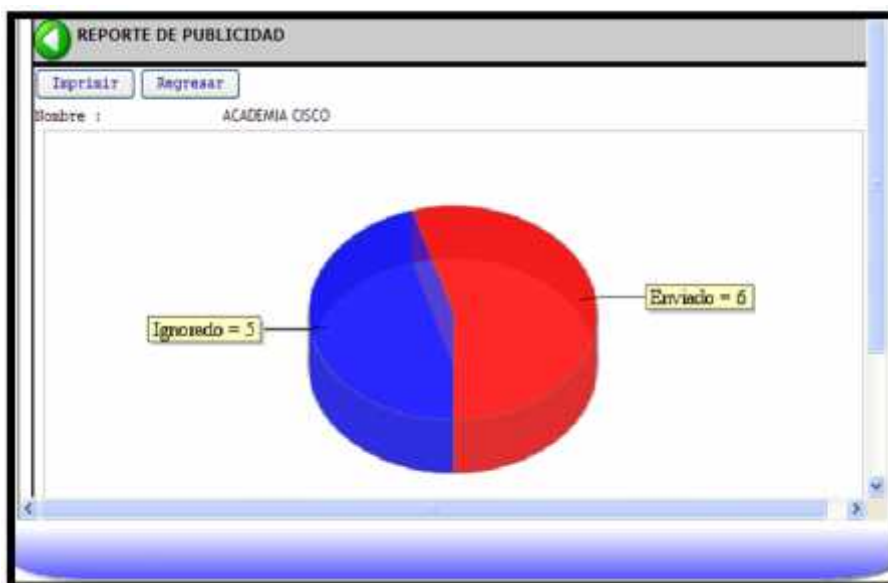 REPORTE DE PUBLICIDAD
Imprimir Regresar
Nombre : ACADEMIA CISCO
Enviado = 6
Ignorado = 5